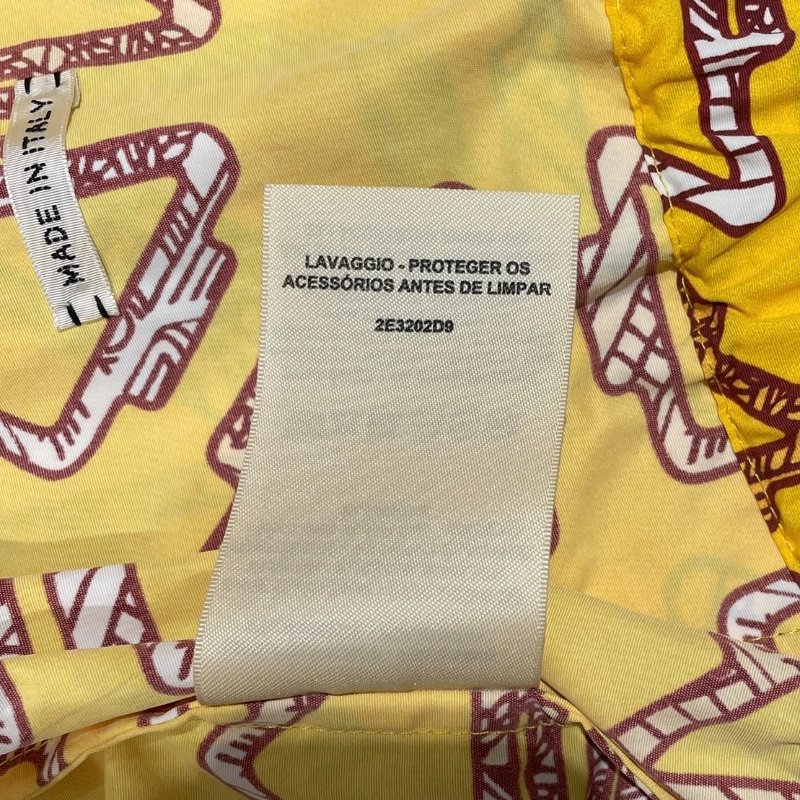 MADE IN ITALY
LAVAGGIO - PROTEGER OS
ACESSÓRIOS ANTES DE LIMPAR
2E3202D9